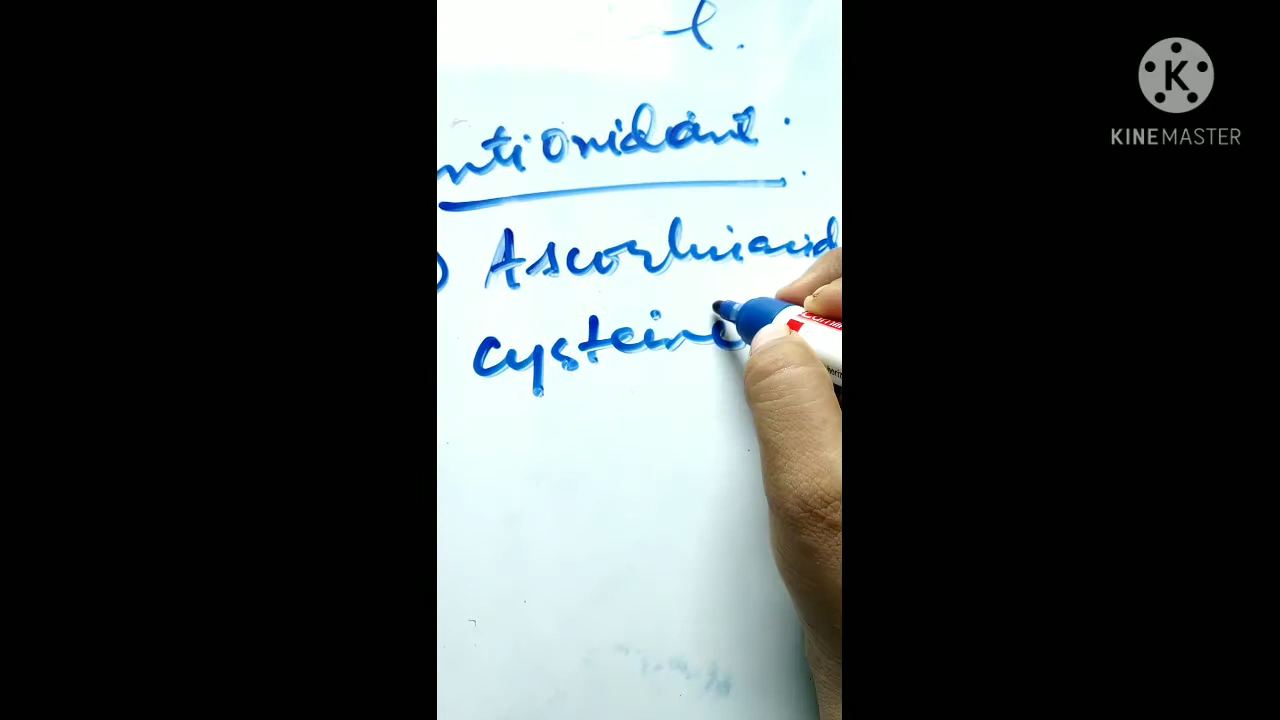 ntioxidant.
) Ascorbic acid
cysteine
K
KINEMASTER